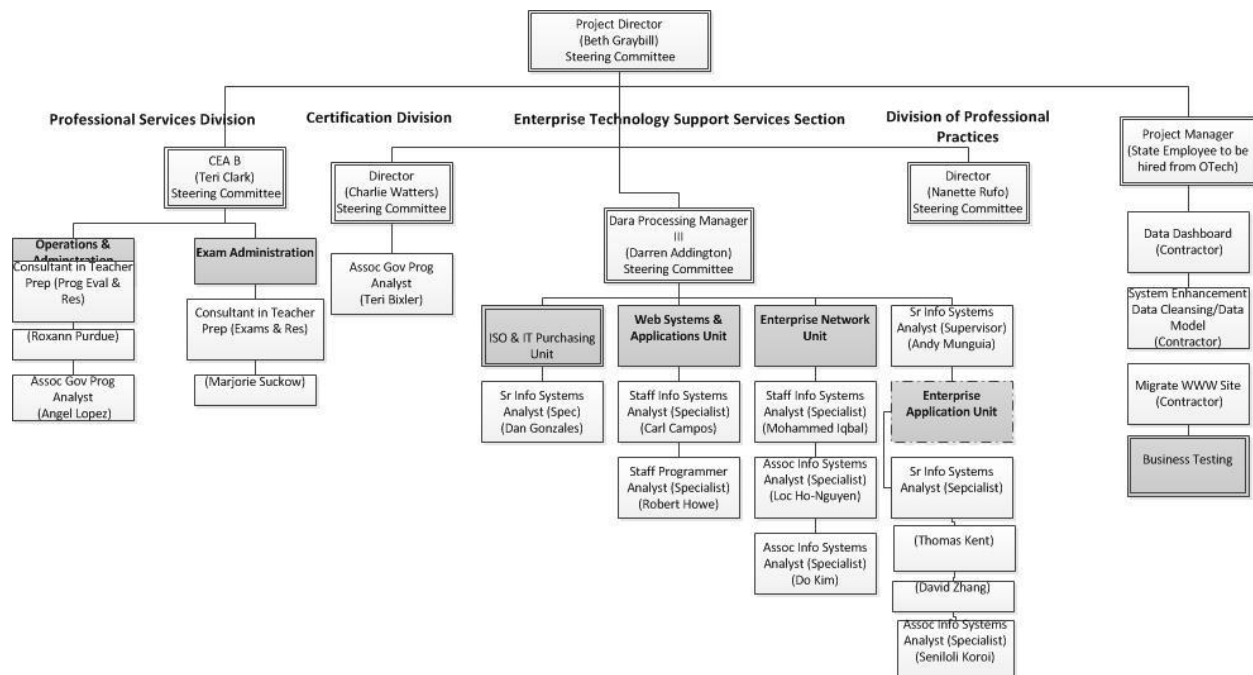 Project Director
(Beth Graybill)
Steering Committee
Professional Services Division
Certification Division
Enterprise Technology Support Services Section
Division of Professional
Practices
CEA B
(Teri Clark)
Steering Committee
Director
(Charlie Watters)
Steering Committee
Dara Processing Manager
III
(Darren Addington)
Steering Committee
Director
(Nanette Rufo)
Steering Committee
Project Manager
(State Employee to be
hired from OTech)
Operations &
Adminstration
Consultant in Teacher
Prep (Prog Eval &
Res)
(Roxann Purdue)
Assoc Gov Prog
Analyst
(Angel Lopez)
Exam Administration
Consultant in Teacher
Prep (Exams & Res)
(Marjorie Suckow)
Assoc Gov Prog
Analyst
(Teri Bixler)
ISO & IT Purchasing
Unit
Sr Info Systems
Analyst (Spec)
(Dan Gonzales)
Web Systems &
Applications Unit
Staff Info Systems
Analyst (Specialist)
(Carl Campos)
Staff Programmer
Analyst (Specialist)
(Robert Howe)
Enterprise Network
Unit
Staff Info Systems
Analyst (Specialist)
(Mohammed Iqbal)
Assoc Info Systems
Analyst (Specialist)
(Loc Ho-Nguyen)
Assoc Info Systems
Analyst (Specialist)
(Do Kim)
Sr Info Systems
Analyst (Supervisor)
(Andy Munguia)
Enterprise
Application Unit
Sr Info Systems
Analyst (Sepcialist)
(Thomas Kent)
(David Zhang)
Assoc Info Systems
Analyst (Specialist)
(Seniloli Koroi)
Data Dashboard
(Contractor)
System Enhancement
Data Cleansing/Data
Model
(Contractor)
Migrate WWW Site
(Contractor)
Business Testing